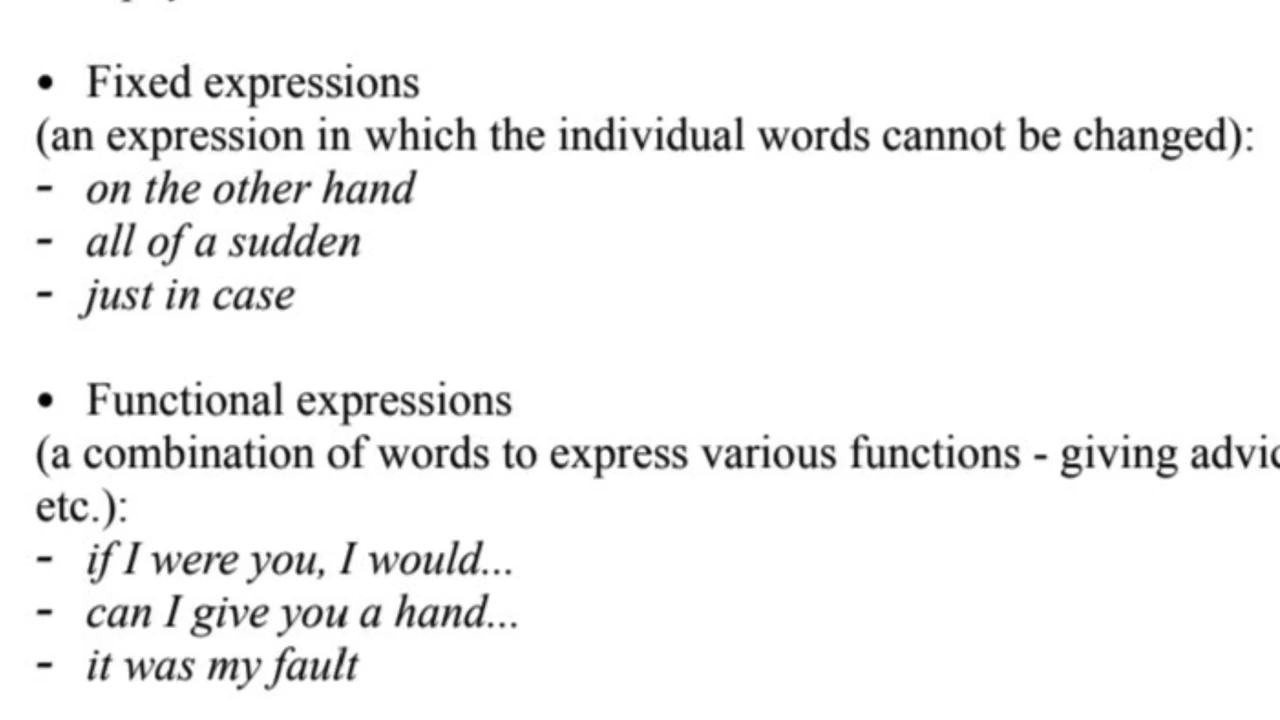 • Fixed expressions
(an expression in which the individual words cannot be changed):
- on the other hand
- all of a sudden
- just in case
• Functional expressions
(a combination of words to express various functions - giving
etc.):
- if I were you, I would...
- can I give you a hand...
- it was my fault